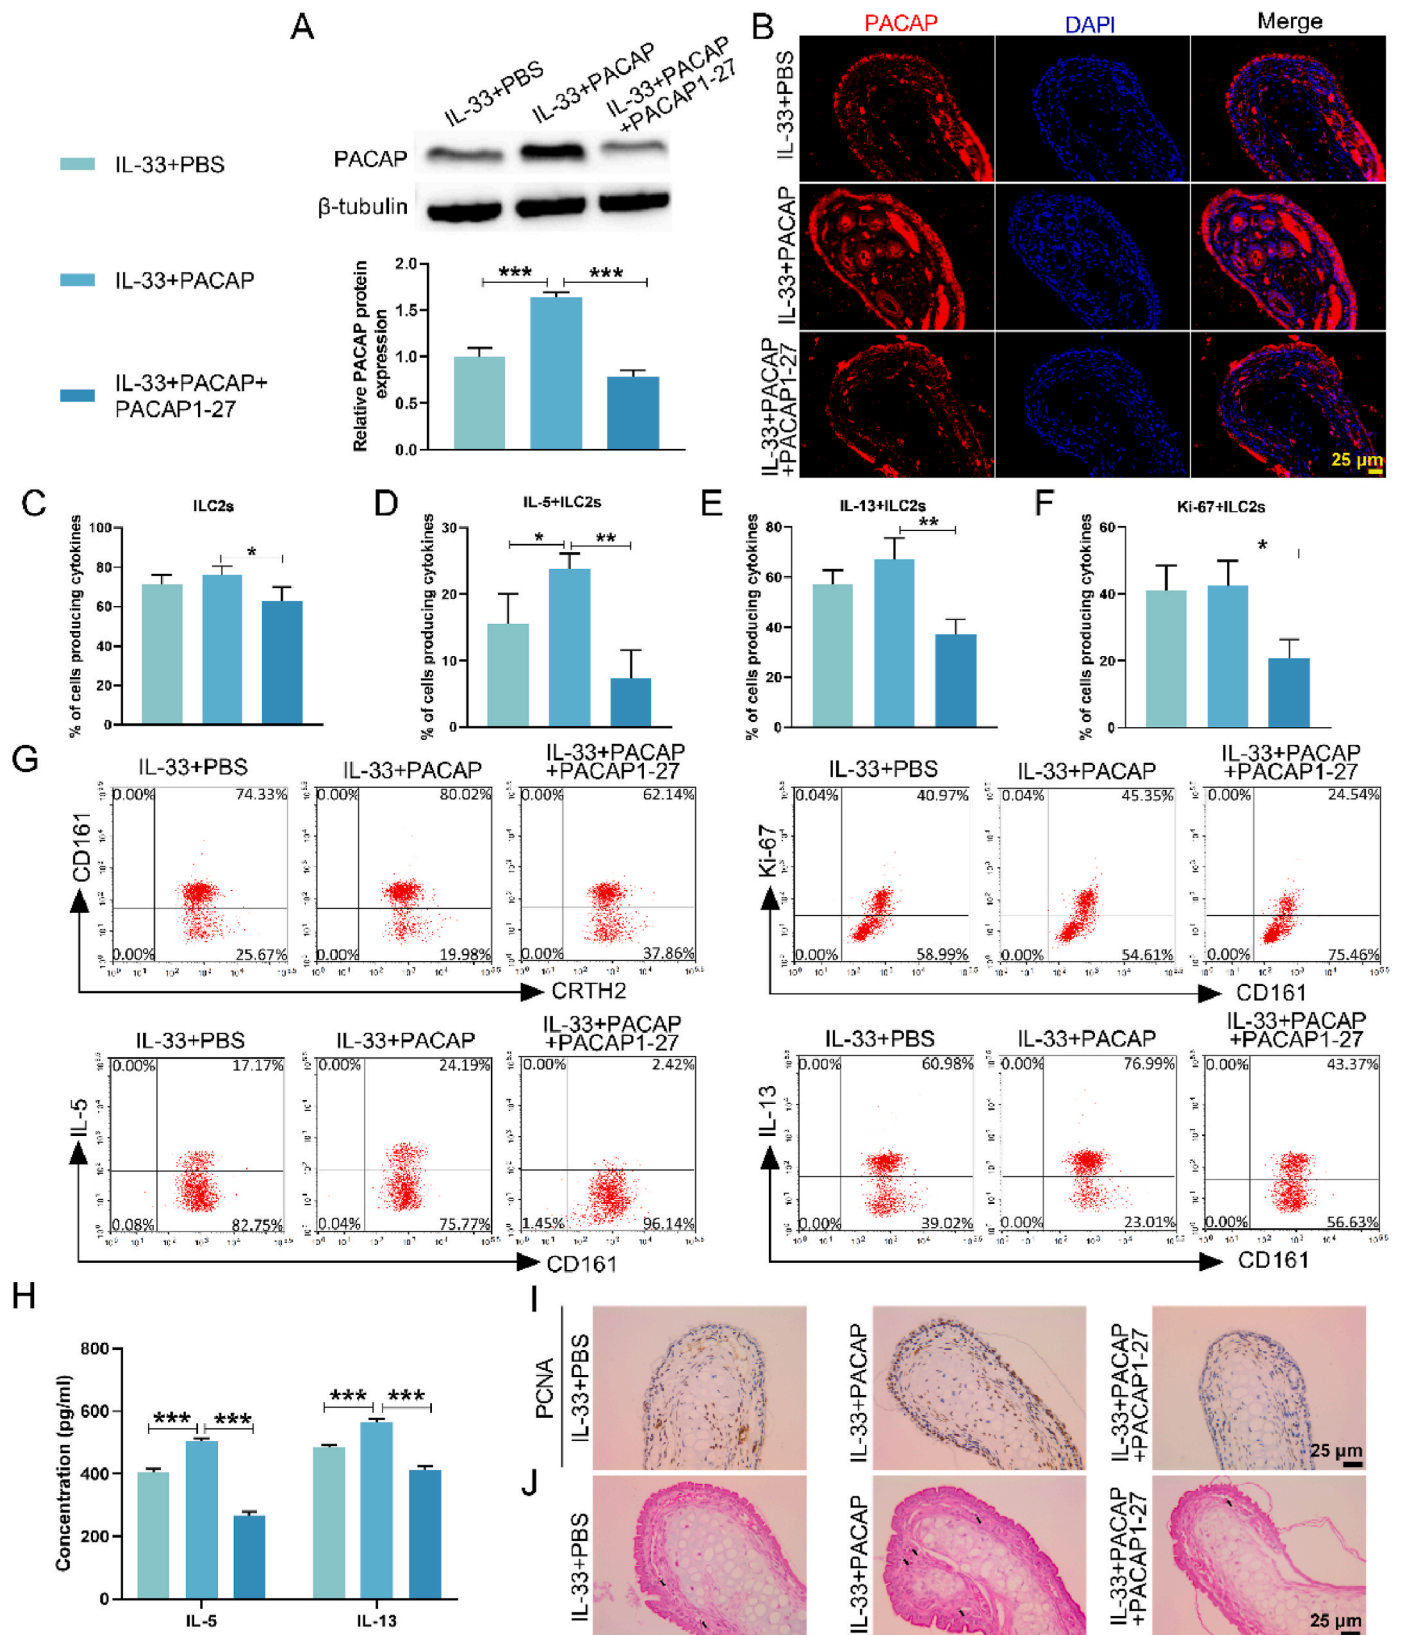 A
IL-33+PBS
IL-33+PACAP
IL-33+PACAP
+PACAP1-27
PACAP
β-tubulin
IL-33+PBS
IL-33+PACAP
IL-33+PACAP+
PACAP1-27
Relative PACAP protein
expression
2.0
1.5
1.0
0.5
0.0
***
***
B
PACAP
DAPI
Merge
IL-33+PBS
IL-33+PACAP
IL-33+PACAP
+PACAP1-27
25 μm
C
ILC2s
% of cells producing cytokines
100
80
60
40
20
0
*
D
IL-5+ILC2s
% of cells producing cytokines
30
20
10
0
*
**
E
IL-13+ILC2s
% of cells producing cytokines
80
60
40
20
0
**
F
Ki-67+ILC2s
% of cells producing cytokines
60
40
20
0
*
G
IL-33+PBS
IL-33+PACAP
IL-33+PACAP
+PACAP1-27
CD161
0.00% 74.33%
0.00% 25.67%
0.00% 80.02%
0.00% 19.98%
0.00% 62.14%
0.00% 37.86%
CRTH2
IL-33+PBS
IL-33+PACAP
IL-33+PACAP
+PACAP1-27
Ki-67
0.04% 40.97%
0.00% 58.99%
0.04% 45.35%
0.00% 54.61%
0.00% 24.54%
0.00% 75.46%
CD161
IL-33+PBS
IL-33+PACAP
IL-33+PACAP
+PACAP1-27
IL-5
0.00% 17.17%
0.08% 82.75%
0.00% 24.19%
0.04% 75.77%
0.00% 2.42%
1.45% 96.14%
CD161
IL-33+PBS
IL-33+PACAP
IL-33+PACAP
+PACAP1-27
IL-13
0.00% 60.98%
0.00% 39.02%
0.00% 76.99%
0.00% 23.01%
0.00% 43.37%
0.00% 56.63%
CD161
H
Concentration (pg/ml)
800
600
400
200
0
***
***
***
***
IL-5
IL-13
I
PCNA
IL-33+PBS
IL-33+PACAP
IL-33+PACAP
+PACAP1-27
25 μm
J
IL-33+PBS
IL-33+PACAP
IL-33+PACAP
+PACAP1-27
25 μm